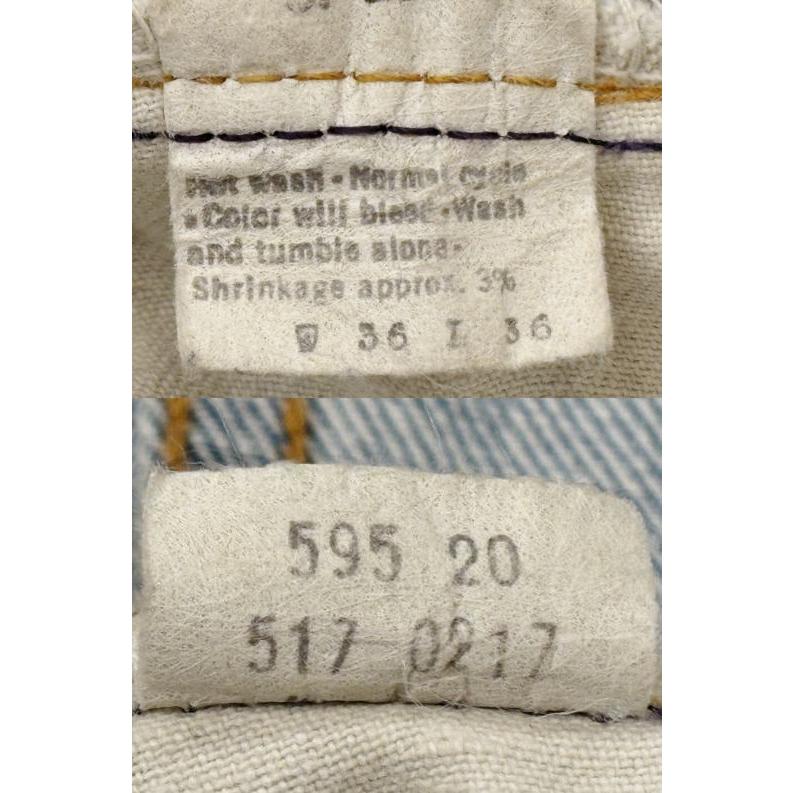 Hot wash • Normal cycle
• Color will bleed • Wash
and tumble alone •
Shrinkage approx. 3%
W 36 L 36
595 20
517 0217